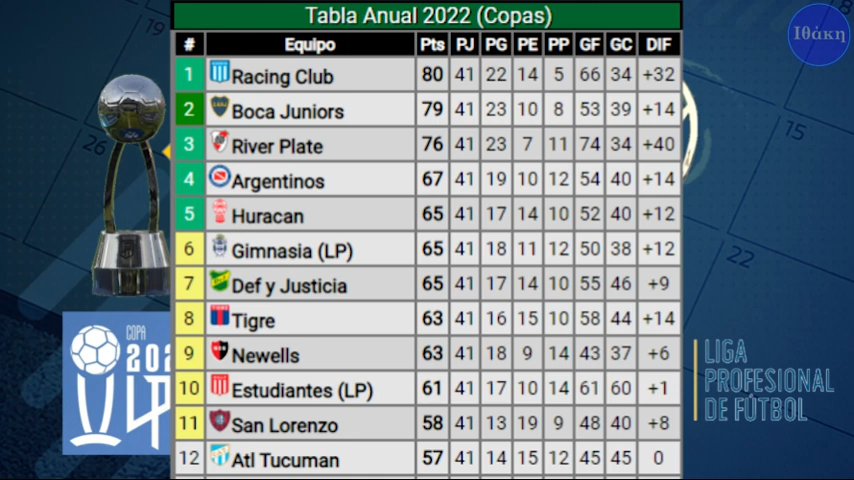 Tabla Anual 2022 (Copas)
# Equipo Pts PJ PG PE PP GF GC DIF
1 Racing Club 80 41 22 14 5 66 34 +32
2 Boca Juniors 79 41 23 10 8 53 39 +14
3 River Plate 76 41 23 7 11 74 34 +40
4 Argentinos 67 41 19 10 12 54 40 +14
5 Huracan 65 41 17 14 10 52 40 +12
6 Gimnasia (LP) 65 41 18 11 12 50 38 +12
7 Def y Justicia 65 41 17 14 10 55 46 +9
8 Tigre 63 41 16 15 10 58 44 +14
9 Newells 63 41 18 9 14 43 37 +6
10 Estudiantes (LP) 61 41 17 10 14 61 60 +1
11 San Lorenzo 58 41 13 19 9 48 40 +8
12 Atl Tucuman 57 41 14 15 12 45 45 0
Ιθάκη
19
26
15
22
COPA
202
LP
LIGA
PROFESIONAL
DE FÚTBOL